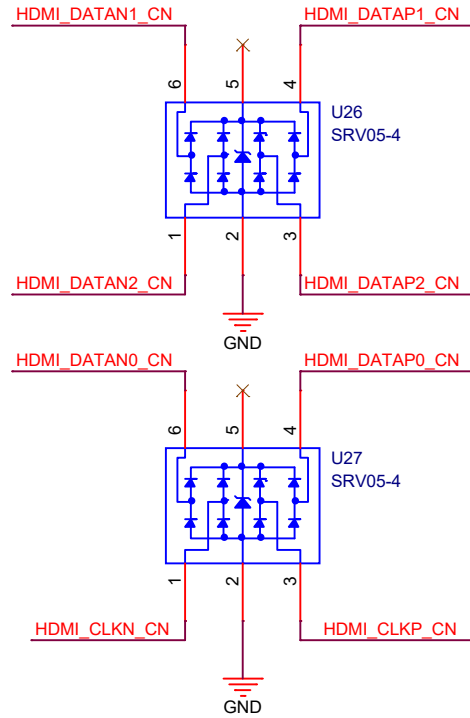 HDMI_DATAN1_CN
HDMI_DATAP1_CN
6
5
4
U26
SRV05-4
1
2
3
HDMI_DATAN2_CN
HDMI_DATAP2_CN
GND
HDMI_DATAN0_CN
HDMI_DATAP0_CN
6
5
4
U27
SRV05-4
1
2
3
HDMI_CLKN_CN
HDMI_CLKP_CN
GND